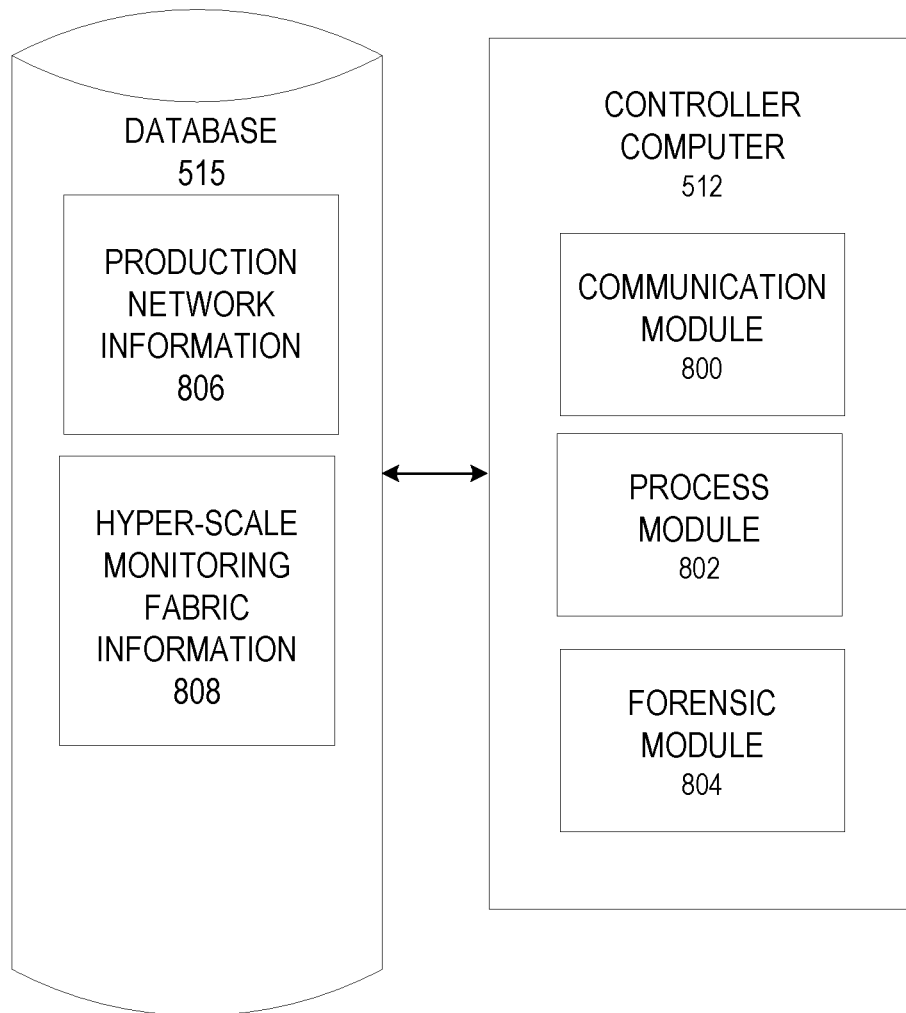 DATABASE
515
PRODUCTION
NETWORK
INFORMATION
806
HYPER-SCALE
MONITORING
FABRIC
INFORMATION
808
CONTROLLER
COMPUTER
512
COMMUNICATION
MODULE
800
PROCESS
MODULE
802
FORENSIC
MODULE
804